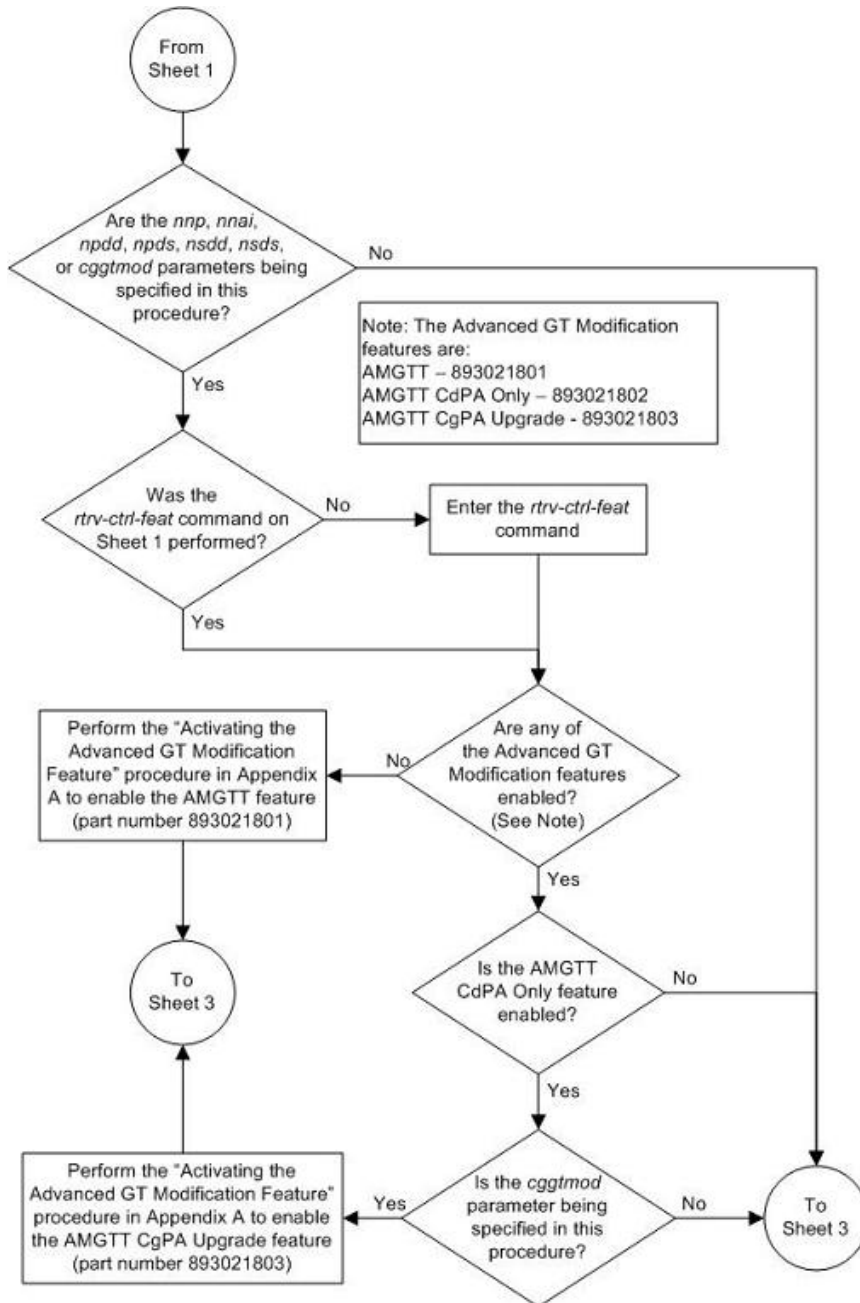 From
Sheet 1
Are the nnp, nnai,
npdd, npds, nsdd, nsds,
or cggtmod parameters being
specified in this
procedure?
No
Yes
Note: The Advanced GT Modification
features are:
AMGTT – 893021801
AMGTT CdPA Only – 893021802
AMGTT CgPA Upgrade - 893021803
Was the
rtrv-ctrl-feat command on
Sheet 1 performed?
No
Yes
Enter the rtrv-ctrl-feat
command
Are any of
the Advanced GT
Modification features
enabled?
(See Note)
No
Yes
Perform the “Activating the
Advanced GT Modification
Feature” procedure in Appendix
A to enable the AMGTT feature
(part number 893021801)
To
Sheet 3
Is the AMGTT
CdPA Only feature
enabled?
No
Yes
Is the cggtmod
parameter being
specified in this
procedure?
Yes
No
Perform the “Activating the
Advanced GT Modification Feature”
procedure in Appendix A to enable
the AMGTT CgPA Upgrade feature
(part number 893021803)
To
Sheet 3